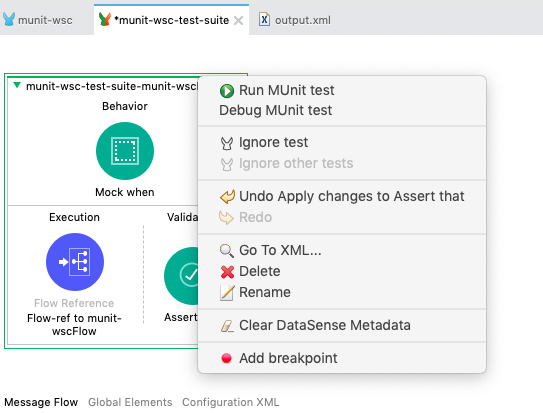 munit-wsc
*munit-wsc-test-suite
output.xml
munit-wsc-test-suite-munit-wscl
Behavior
Mock when
Execution
Valida
Flow Reference
Flow-ref to munit-
wscFlow
Assert
Run MUnit test
Debug MUnit test
Ignore test
Ignore other tests
Undo Apply changes to Assert that
Redo
Go To XML...
Delete
Rename
Clear DataSense Metadata
Add breakpoint
Message Flow Global Elements Configuration XML